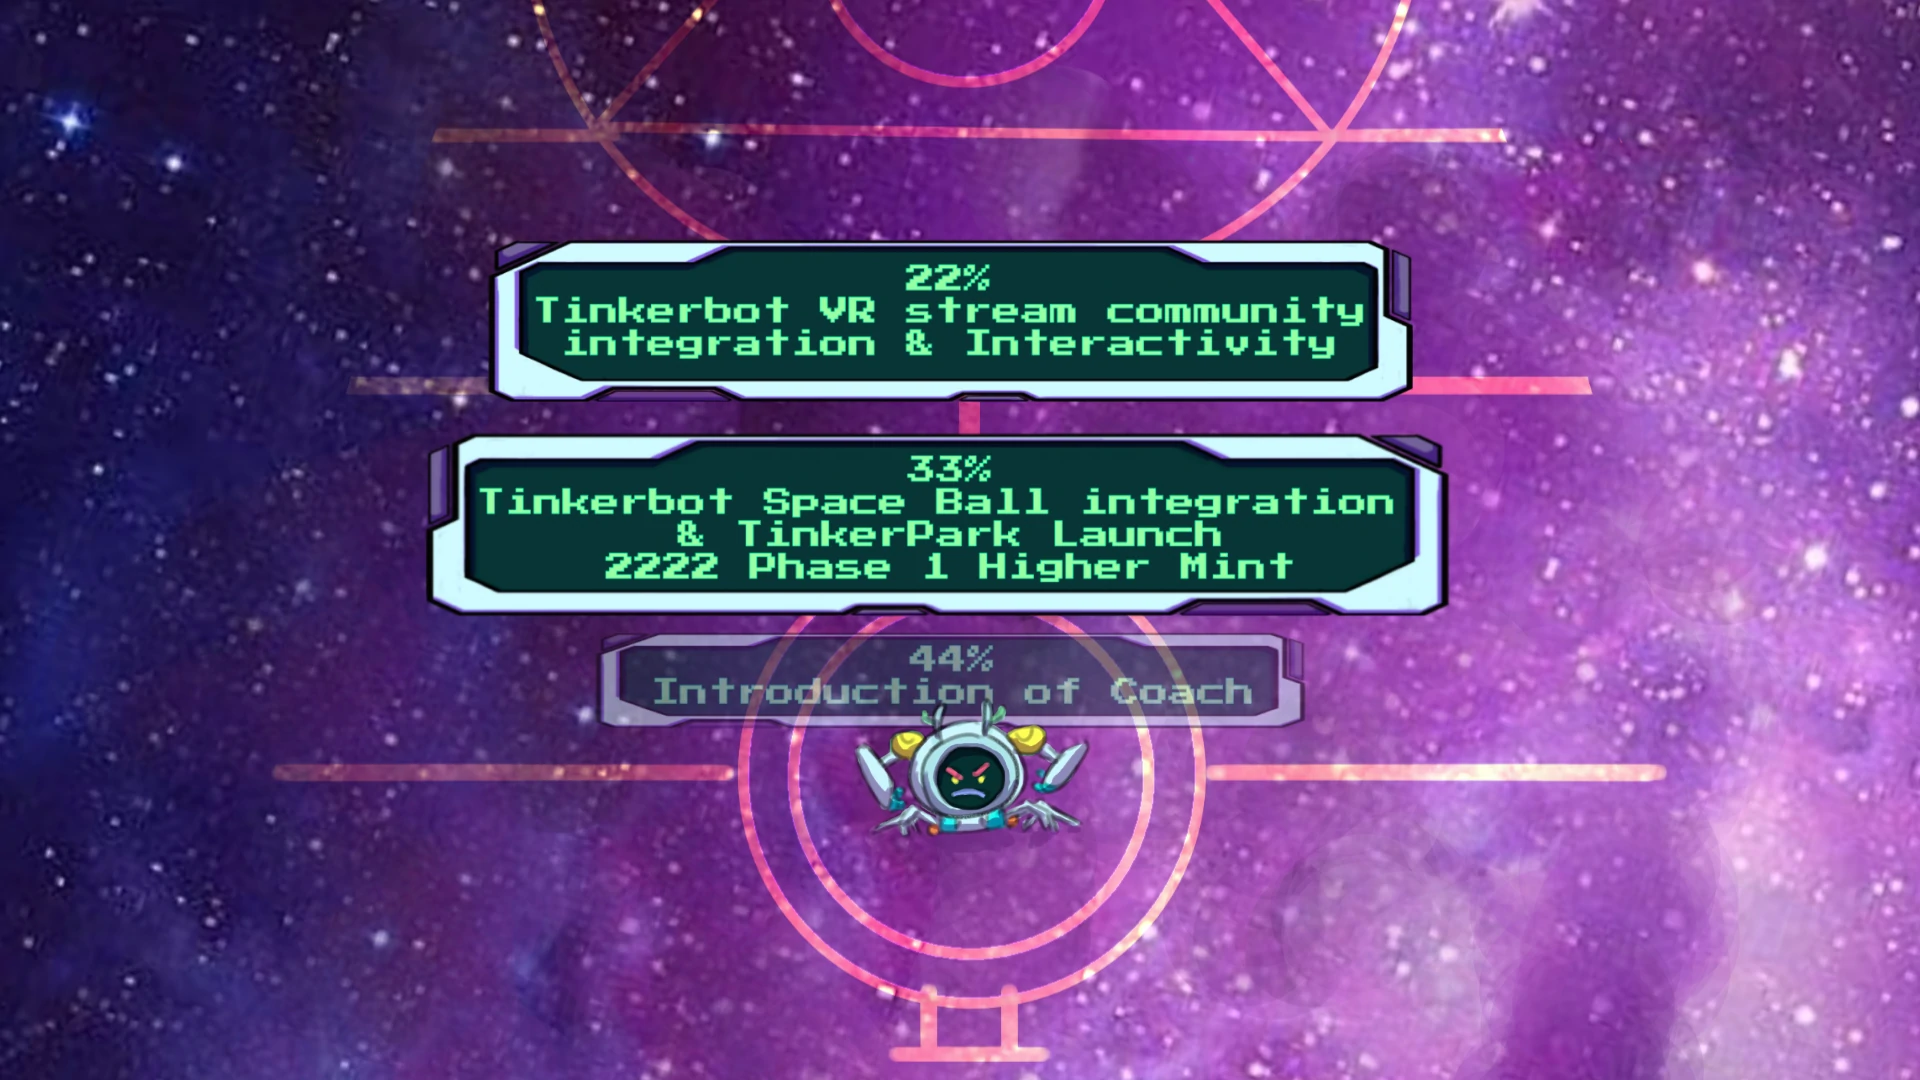 22%
Tinkerbot VR stream community
integration & Interactivity
33%
Tinkerbot Space Ball integration
& TinkerPark Launch
2222 Phase 1 Higher Mint
44%
Introduction of Coach